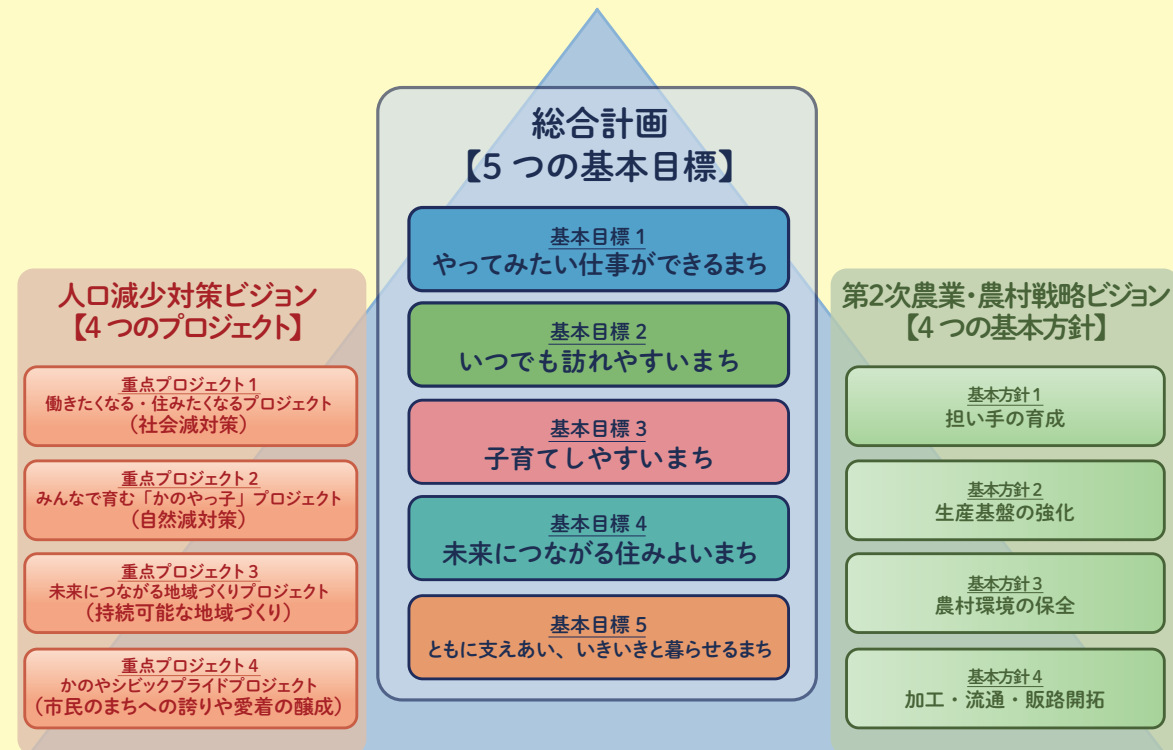 総合計画
【5つの基本目標】
基本目標1
やってみたい仕事ができるまち
基本目標2
いつでも訪れやすいまち
基本目標3
子育てしやすいまち
基本目標4
未来につながる住みよいまち
基本目標5
ともに支えあい、いきいきと暮らせるまち
人口減少対策ビジョン
【4つのプロジェクト】
重点プロジェクト1
働きたくなる・住みたくなるプロジェクト
（社会減対策）
重点プロジェクト2
みんなで育む「かのやっ子」プロジェクト
（自然減対策）
重点プロジェクト3
未来につながる地域づくりプロジェクト
（持続可能な地域づくり）
重点プロジェクト4
かのやシビックプライドプロジェクト
（市民のまちへの誇りや愛着の醸成）
第2次農業・農村戦略ビジョン
【4つの基本方針】
基本方針1
担い手の育成
基本方針2
生産基盤の強化
基本方針3
農村環境の保全
基本方針4
加工・流通・販路開拓